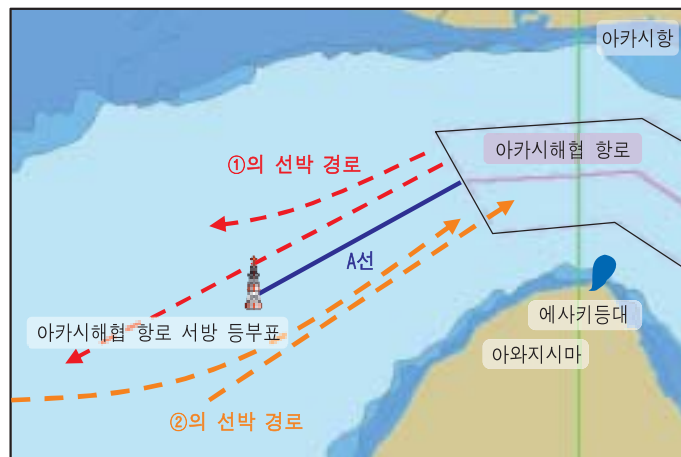 아카시항
아카시해협 항로
①의 선박 경로
A선
에사키등대
아카시해협 항로 서방 등부표
아와지시마
②의 선박 경로